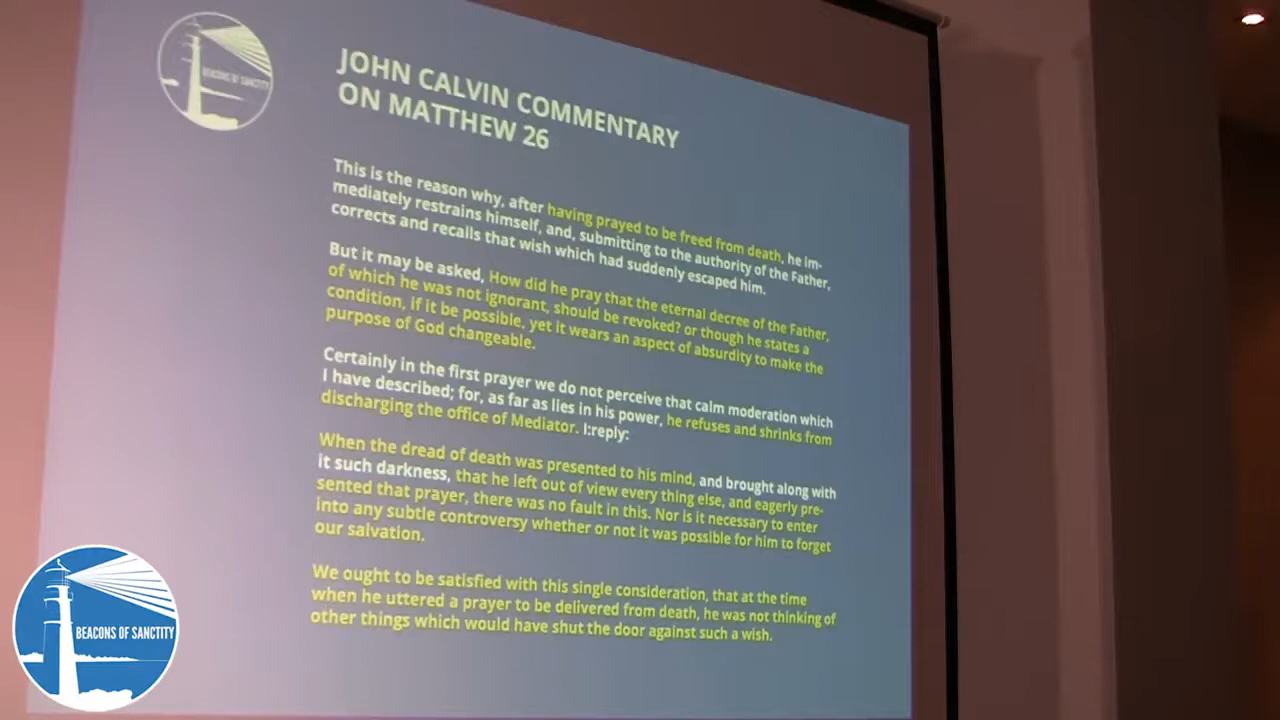 BEACONS OF SANCTITY
JOHN CALVIN COMMENTARY
ON MATTHEW 26
This is the reason why, after having prayed to be freed from death, he im-
mediately restrains himself, and, submitting to the authority of the Father,
corrects and recalls that wish which had suddenly escaped him.
But it may be asked, How did he pray that the eternal decree of the Father,
of which he was not ignorant, should be revoked? or though he states a
condition, if it be possible, yet it wears an aspect of absurdity to make the
purpose of God changeable.
Certainly in the first prayer we do not perceive that calm moderation which
I have described; for, as far as lies in his power, he refuses and shrinks from
discharging the office of Mediator. I:reply:
When the dread of death was presented to his mind, and brought along with
it such darkness, that he left out of view every thing else, and eagerly pre-
sented that prayer, there was no fault in this. Nor is it necessary to enter
into any subtle controversy whether or not it was possible for him to forget
our salvation.
We ought to be satisfied with this single consideration, that at the time
when he uttered a prayer to be delivered from death, he was not thinking of
other things which would have shut the door against such a wish.
BEACONS OF SANCTITY